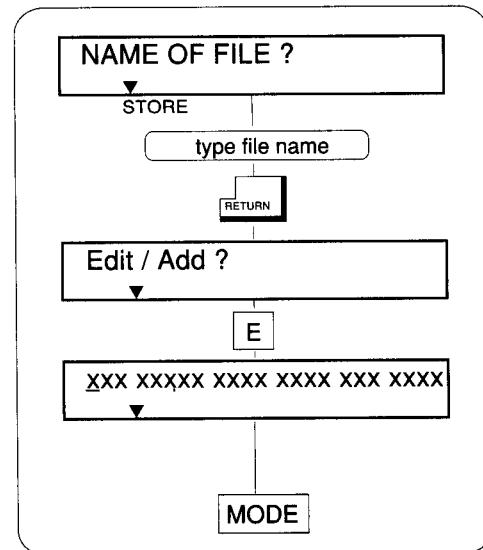 NAME OF FILE ?
STORE
type file name
RETURN
Edit / Add ?
E
XXX XXXXX XXXX XXXX XXX XXXX
MODE